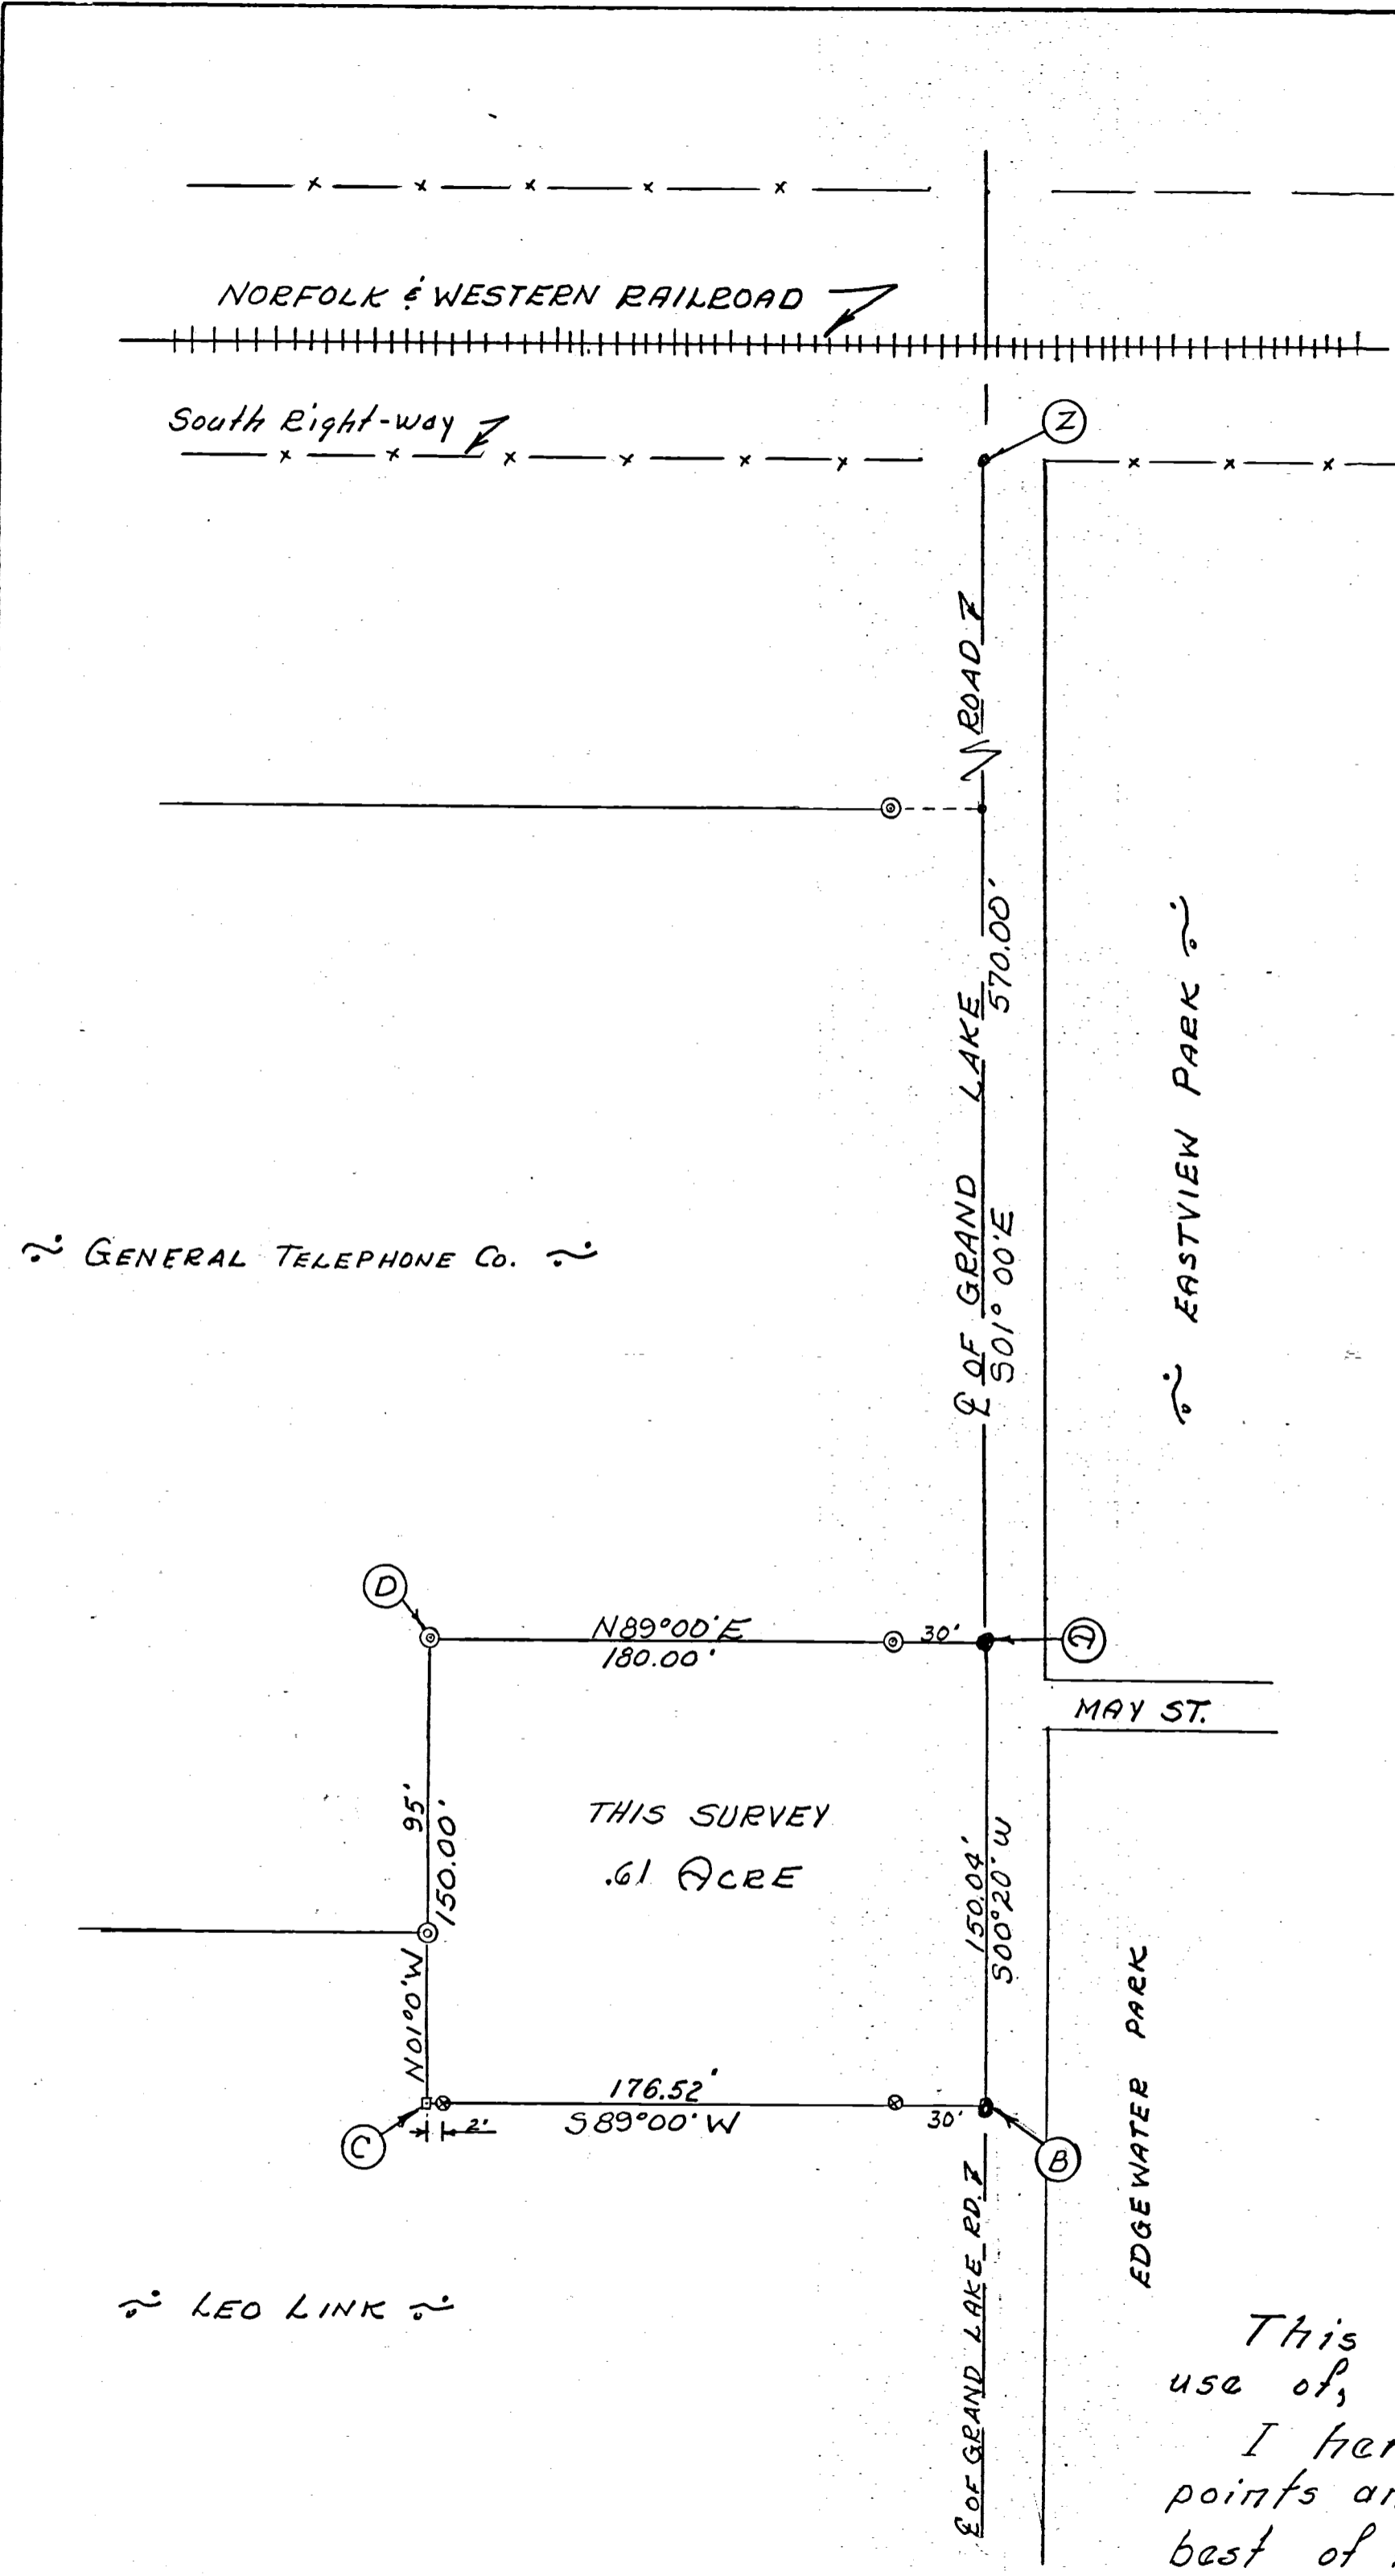 NORFOLK & WESTERN RAILROAD
South Right-way
Z
ROAD
570.00'
℄ OF GRAND LAKE
S01° 00'E
EASTVIEW PARK
GENERAL TELEPHONE CO.
D
N89°00'E
180.00'
30'
A
MAY ST.
THIS SURVEY
.61 ACRE
95'
150.00'
N01°0'W
150.04'
S00°20'W
EDGEWATER PARK
176.52'
S89°00'W
2'
30'
C
B
LEO LINK
℄ OF GRAND LAKE RD.
This
use of,
I her
points an
best of